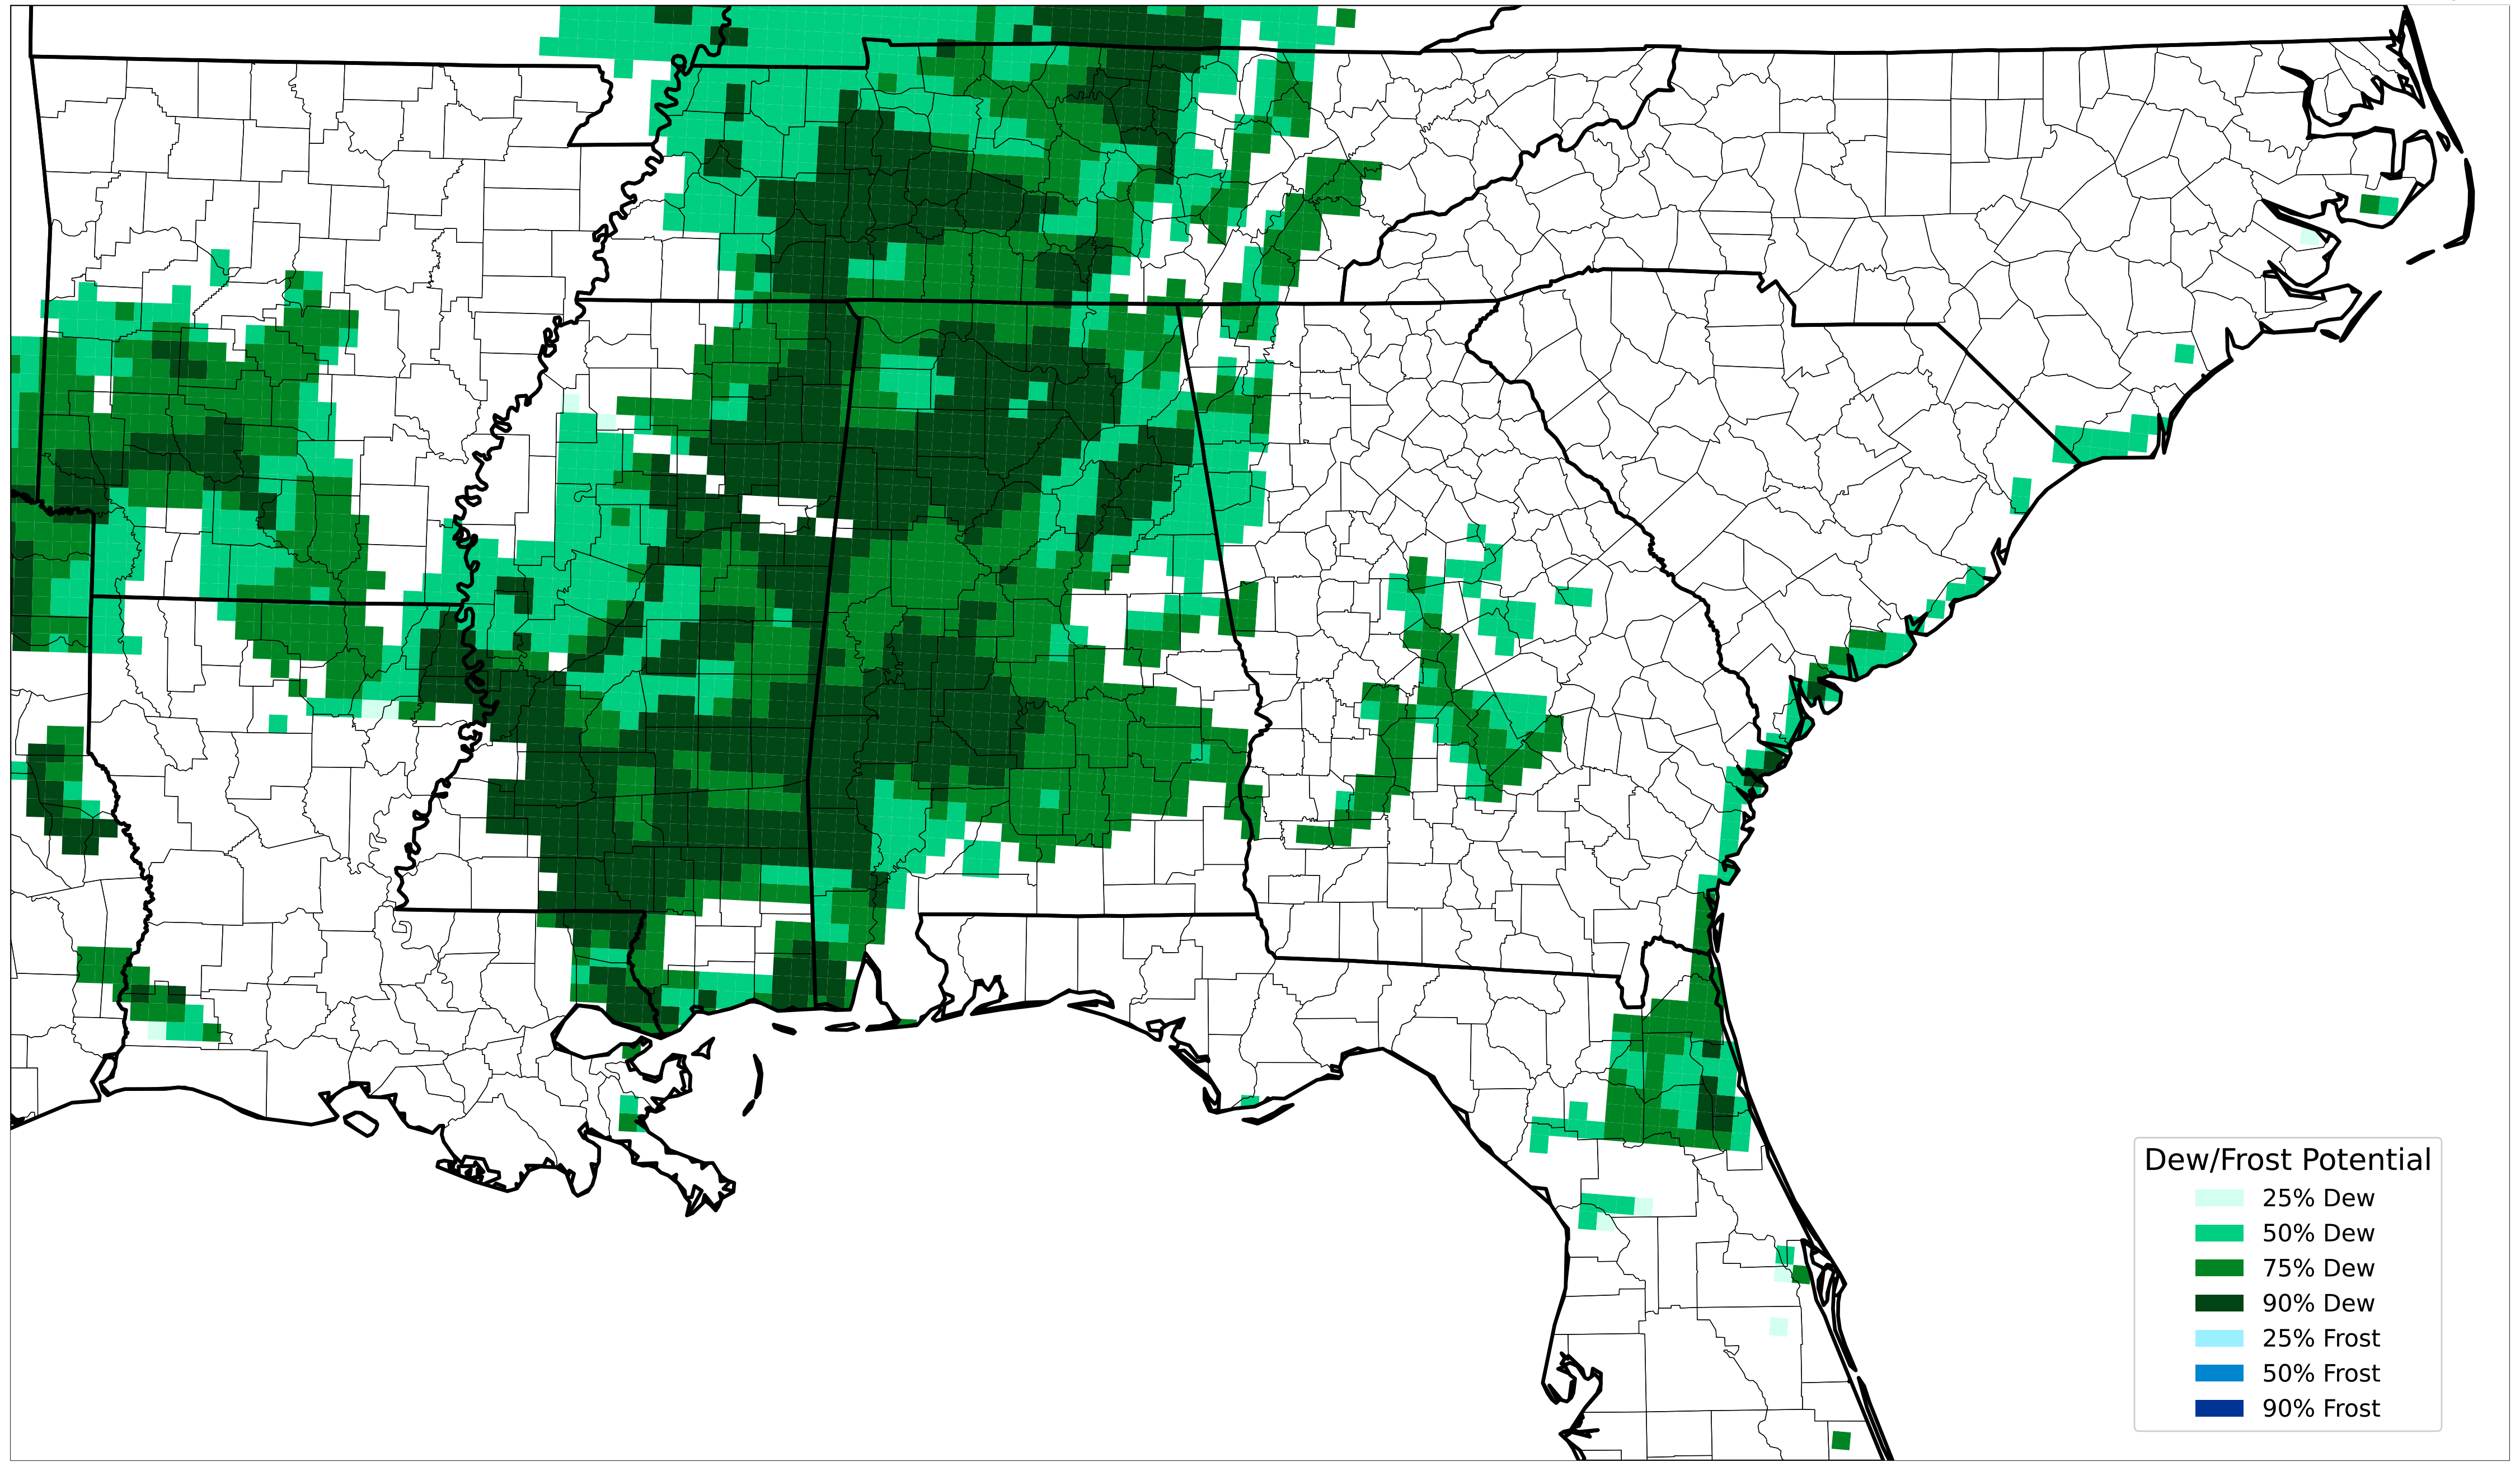 Dew/Frost Potential
25% Dew
50% Dew
75% Dew
90% Dew
25% Frost
50% Frost
90% Frost